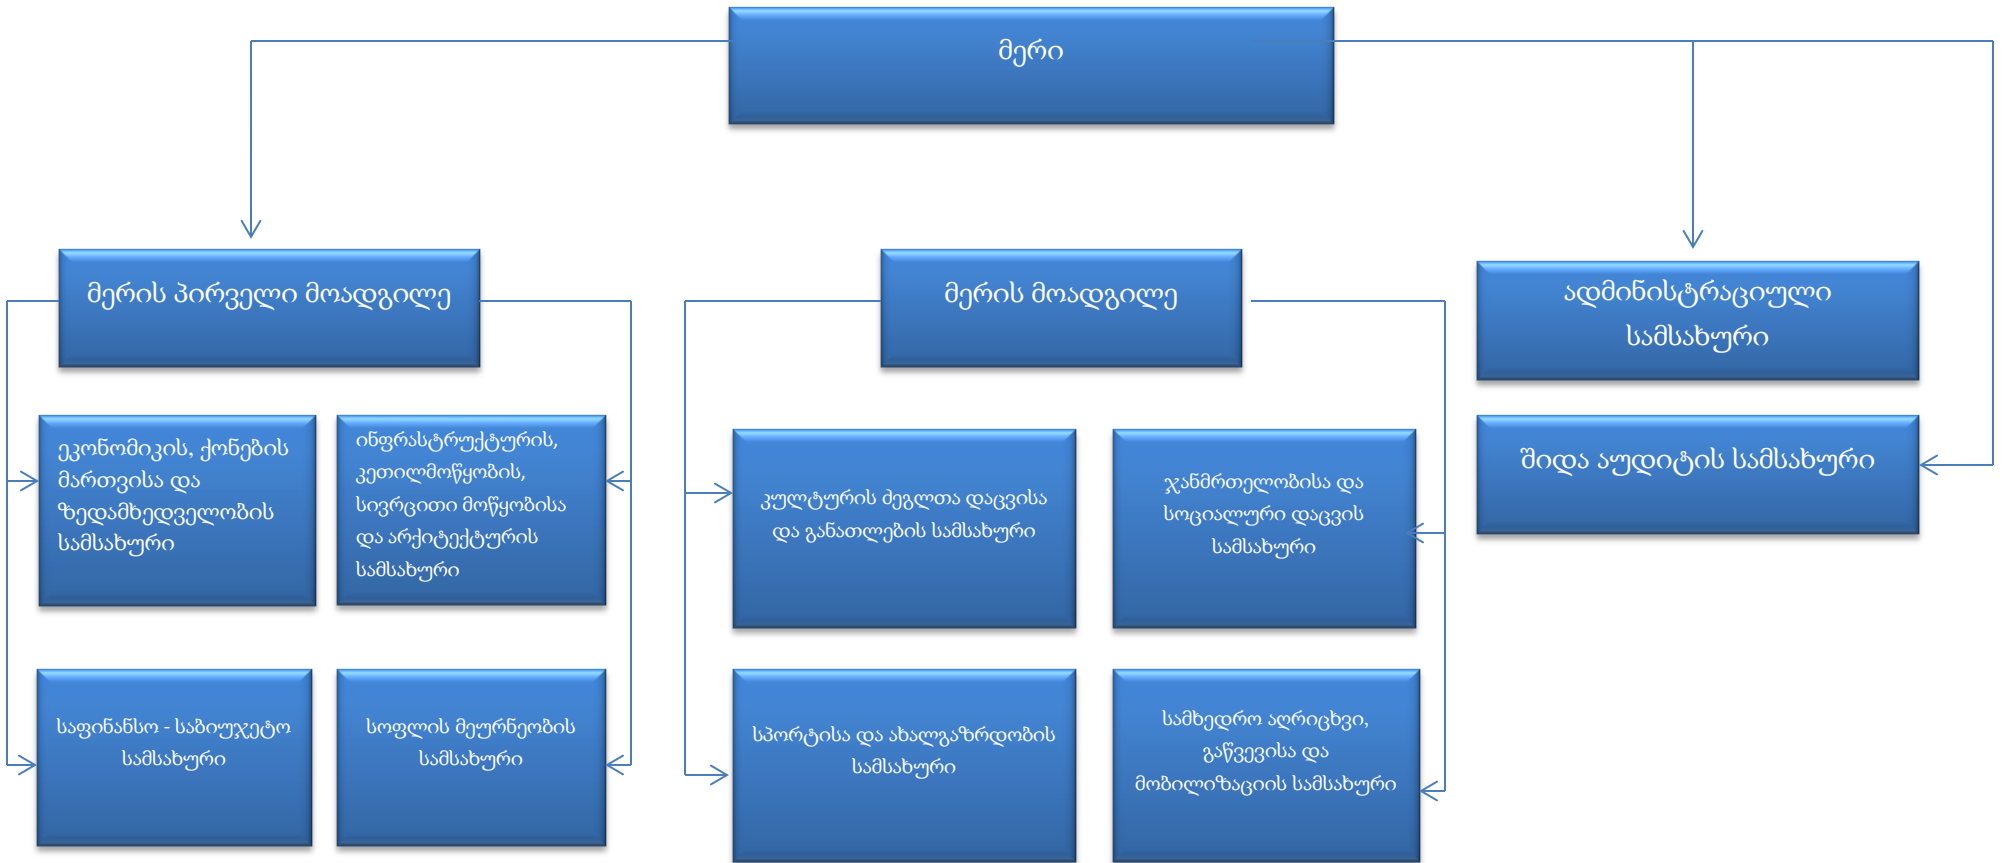 მერი
მერის პირველი მოადგილე
მერის მოადგილე
ადმინისტრაციული
სამსახური
შიდა აუდიტის სამსახური
ეკონომიკის, ქონების
მართვისა და
ზედამხედველობის
სამსახური
ინფრასტრუქტურის,
კეთილმოწყობის,
სივრცითი მოწყობისა
და არქიტექტურის
სამსახური
კულტურის ძეგლთა დაცვისა
და განათლების სამსახური
ჯანმრთელობისა და
სოციალური დაცვის
სამსახური
საფინანსო - საბიუჯეტო
სამსახური
სოფლის მეურნეობის
სამსახური
სპორტისა და ახალგაზრდობის
სამსახური
სამხედრო აღრიცხვი,
გაწვევისა და
მობილიზაციის სამსახური